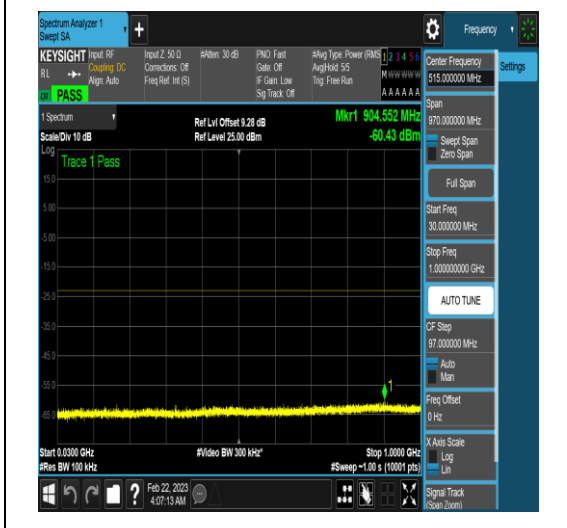 Spectrum Analyzer 1
Swept SA
+
Frequency
KEYSIGHT
RL
PASS
Input: RF
Coupling: DC
Align: Auto
Input Z: 50 Ω
Corrections: Off
Freq Ref: Int (S)
#Atten: 30 dB
PNO: Fast
Gate: Off
IF Gain: Low
Sig Track: Off
#Avg Type: Power (RMS
Avg|Hold: 5/5
Trig: Free Run
1 2 3 4 5 6
M W W W W W
A A A A A A
1 Spectrum
Scale/Div 10 dB
Ref Lvl Offset 9.28 dB
Ref Level 25.00 dBm
Mkr1 904.552 MHz
-60.43 dBm
Log
Trace 1 Pass
15.0
5.00
-5.00
-15.0
-25.0
-35.0
-45.0
-55.0
-65.0
1
Start 0.0300 GHz
#Res BW 100 kHz
#Video BW 300 kHz*
Stop 1.0000 GHz
#Sweep ~1.00 s (10001 pts)
Feb 22, 2023
4:07:13 AM
?
Center Frequency
515.000000 MHz
Settings
Span
970.000000 MHz
Swept Span
Zero Span
Full Span
Start Freq
30.000000 MHz
Stop Freq
1.000000000 GHz
AUTO TUNE
CF Step
97.000000 MHz
Auto
Man
Freq Offset
0 Hz
X Axis Scale
Log
Lin
Signal Track
(Span Zoom)